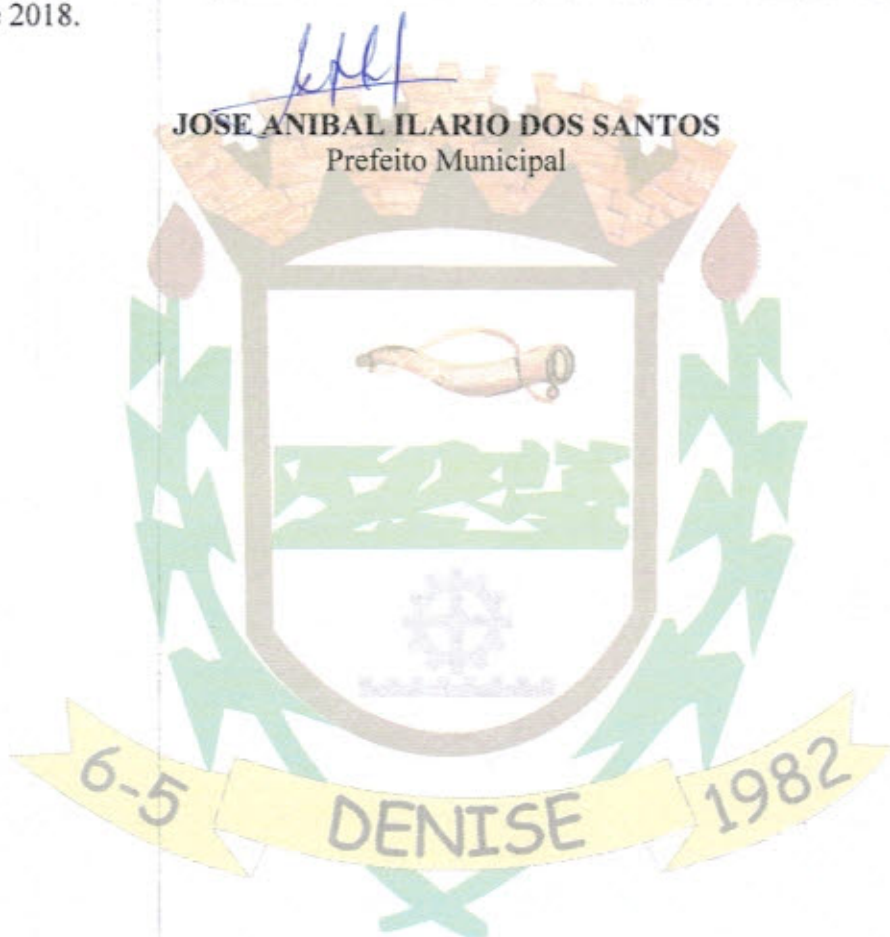 2018.
JOSE ANIBAL ILARIO DOS SANTOS
Prefeito Municipal
6-5 DENISE 1982